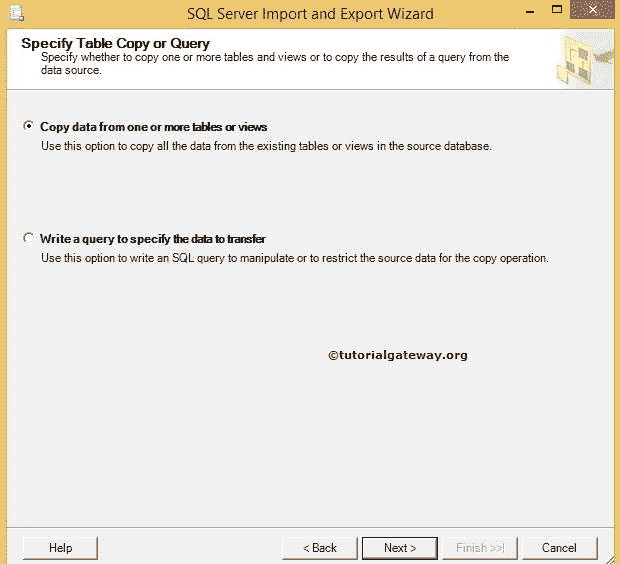 SQL Server Import and Export Wizard
Specify Table Copy or Query
Specify whether to copy one or more tables and views or to copy the results of a query from the
data source.
Copy data from one or more tables or views
Use this option to copy all the data from the existing tables or views in the source database.
Write a query to specify the data to transfer
Use this option to write an SQL query to manipulate or to restrict the source data for the copy operation.
©tutorialgateway.org
Help
< Back
Next >
Finish >>|
Cancel